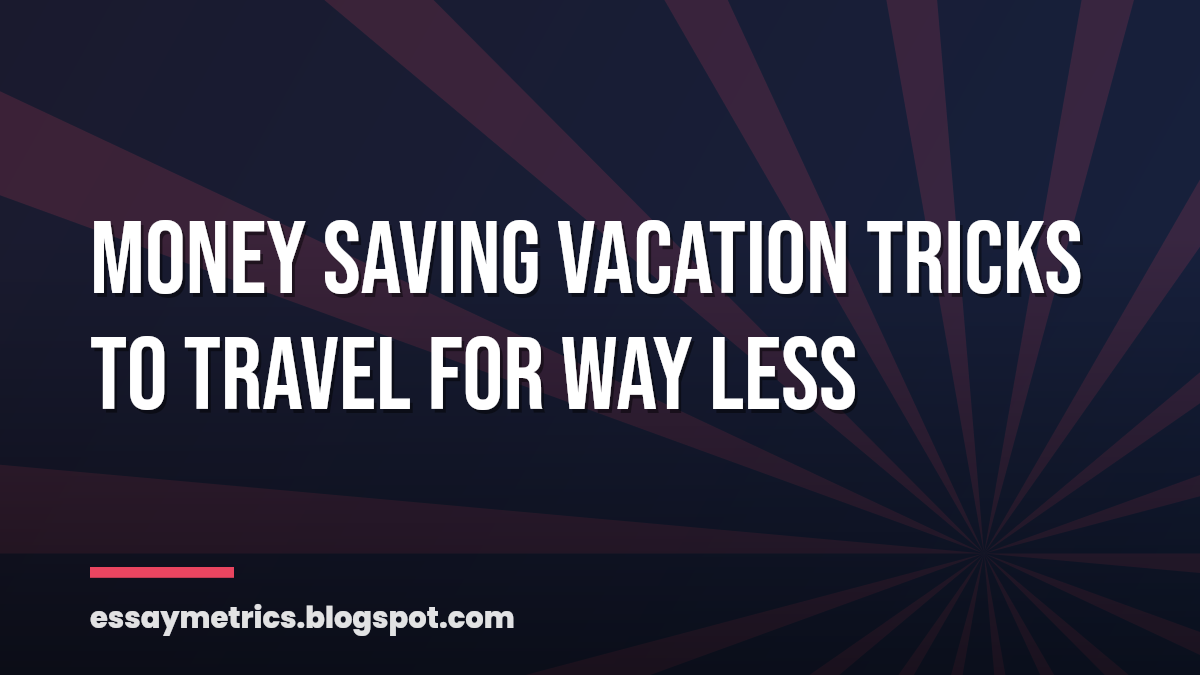 MONEY SAVING VACATION TRICKS
TO TRAVEL FOR WAY LESS
essaymetrics.blogspot.com